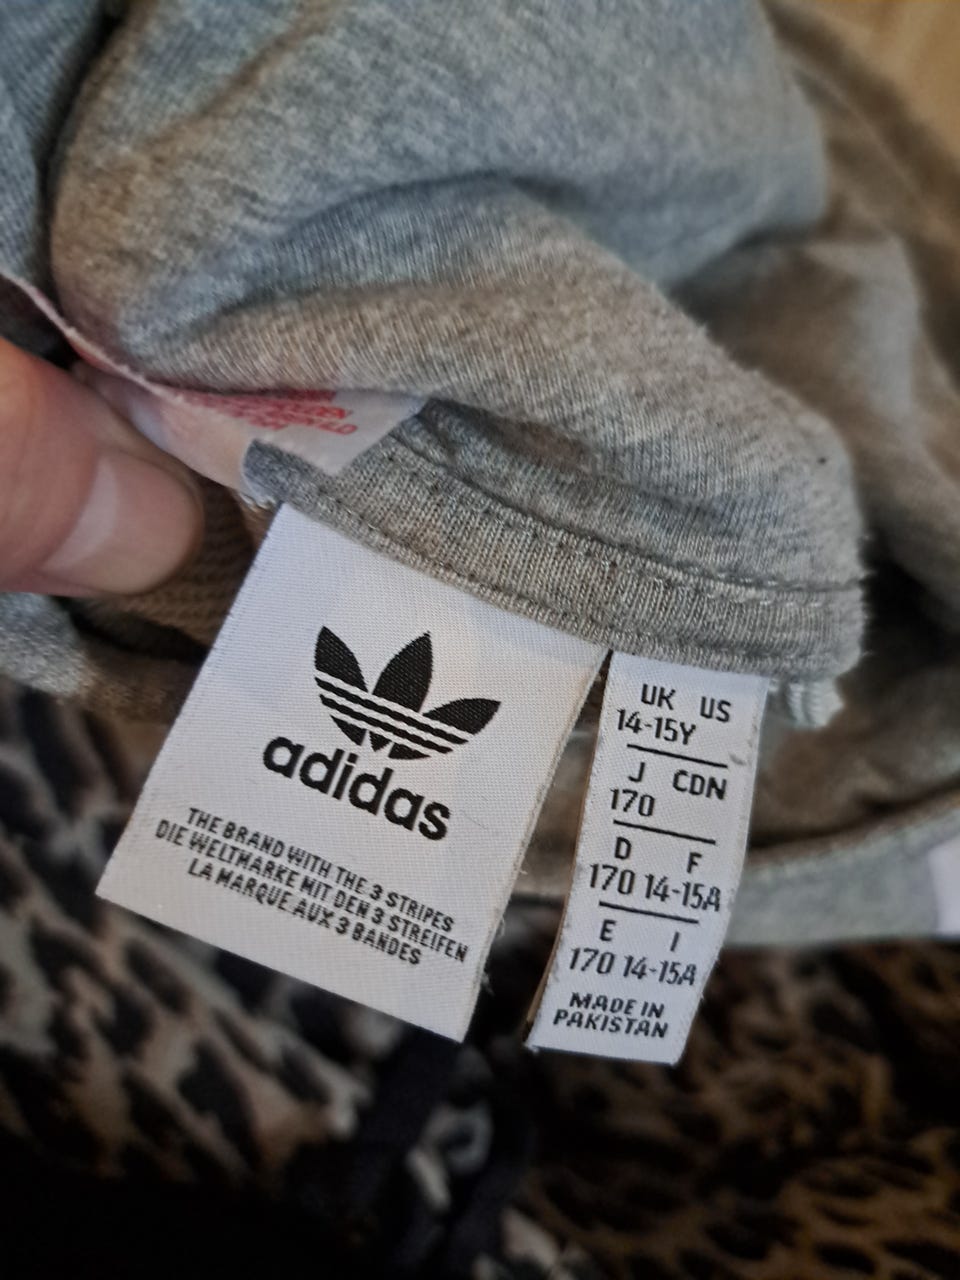 adidas
THE BRAND WITH THE 3 STRIPES
DIE WELTMARKE MIT DEN 3 STREIFEN
LA MARQUE AUX 3 BANDES
UK US
14-15Y
J CDN
170
D F
170 14-15A
E I
170 14-15A
MADE IN
PAKISTAN